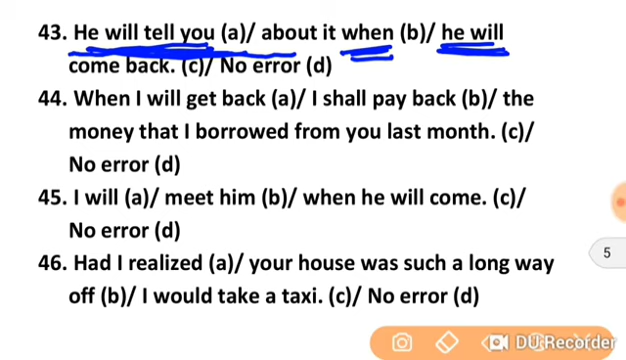 43. He will tell you (a)/ about it when (b)/ he will
come back. (c)/ No error (d)
44. When I will get back (a)/ I shall pay back (b)/ the
money that I borrowed from you last month. (c)/
No error (d)
45. I will (a)/ meet him (b)/ when he will come. (c)/
No error (d)
46. Had I realized (a)/ your house was such a long way
off (b)/ I would take a taxi. (c)/ No error (d)
5
DU Recorder